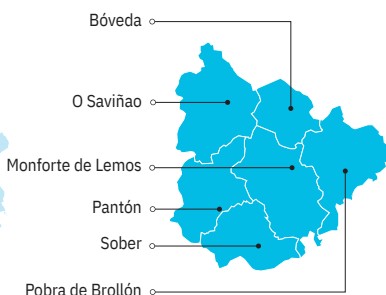 Bóveda
O Saviñao
Monforte de Lemos
Pantón
Sober
Pobra de Brollón